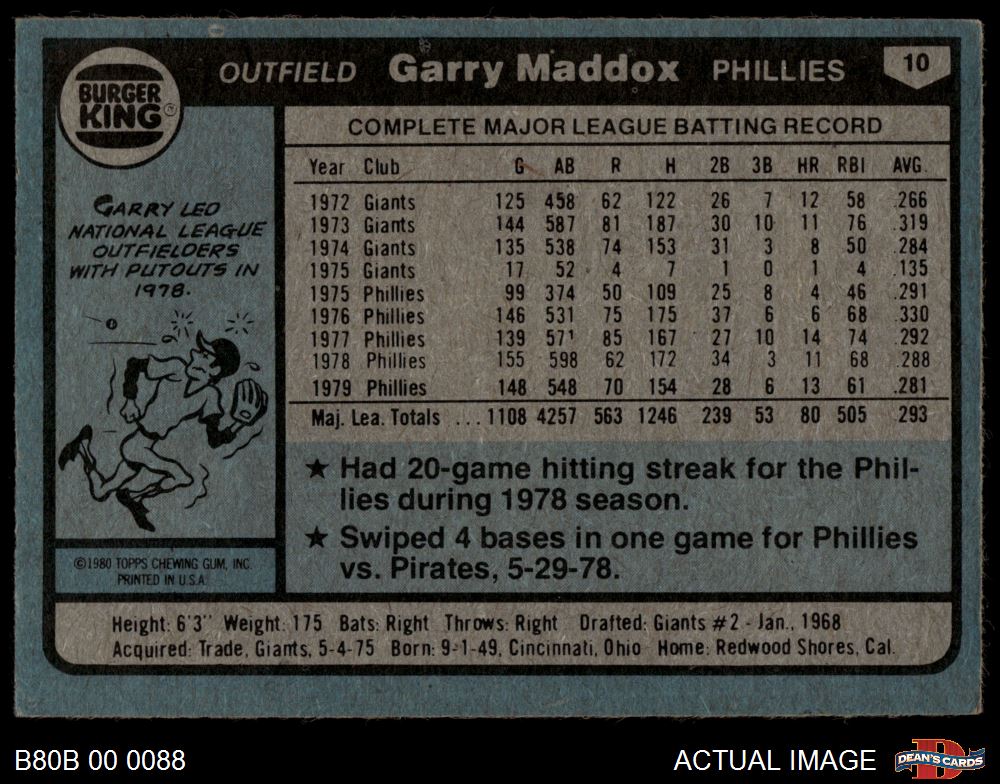 OUTFIELD Garry Maddox PHILLIES 10
BURGER KING ®
COMPLETE MAJOR LEAGUE BATTING RECORD
Year Club G AB R H 2B 3B HR RBI AVG.
1972 Giants 125 458 62 122 26 7 12 58 .266
1973 Giants 144 587 81 187 30 10 11 76 .319
1974 Giants 135 538 74 153 31 3 8 50 .284
1975 Giants 17 52 4 7 1 0 1 4 .135
1975 Phillies 99 374 50 109 25 8 4 46 .291
1976 Phillies 146 531 75 175 37 6 6 68 .330
1977 Phillies 139 571 85 167 27 10 14 74 .292
1978 Phillies 155 598 62 172 34 3 11 68 .288
1979 Phillies 148 548 70 154 28 6 13 61 .281
Maj. Lea. Totals ... 1108 4257 563 1246 239 53 80 505 .293
GARRY LED
NATIONAL LEAGUE
OUTFIELDERS
WITH PUTOUTS IN
1978.
★ Had 20-game hitting streak for the Phil-
lies during 1978 season.
★ Swiped 4 bases in one game for Phillies
vs. Pirates, 5-29-78.
©1980 TOPPS CHEWING GUM, INC.
PRINTED IN U.S.A.
Height: 6'3" Weight: 175 Bats: Right Throws: Right Drafted: Giants #2 - Jan., 1968
Acquired: Trade, Giants, 5-4-75 Born: 9-1-49, Cincinnati, Ohio Home: Redwood Shores, Cal.
B80B 00 0088 ACTUAL IMAGE DEAN'S CARDS